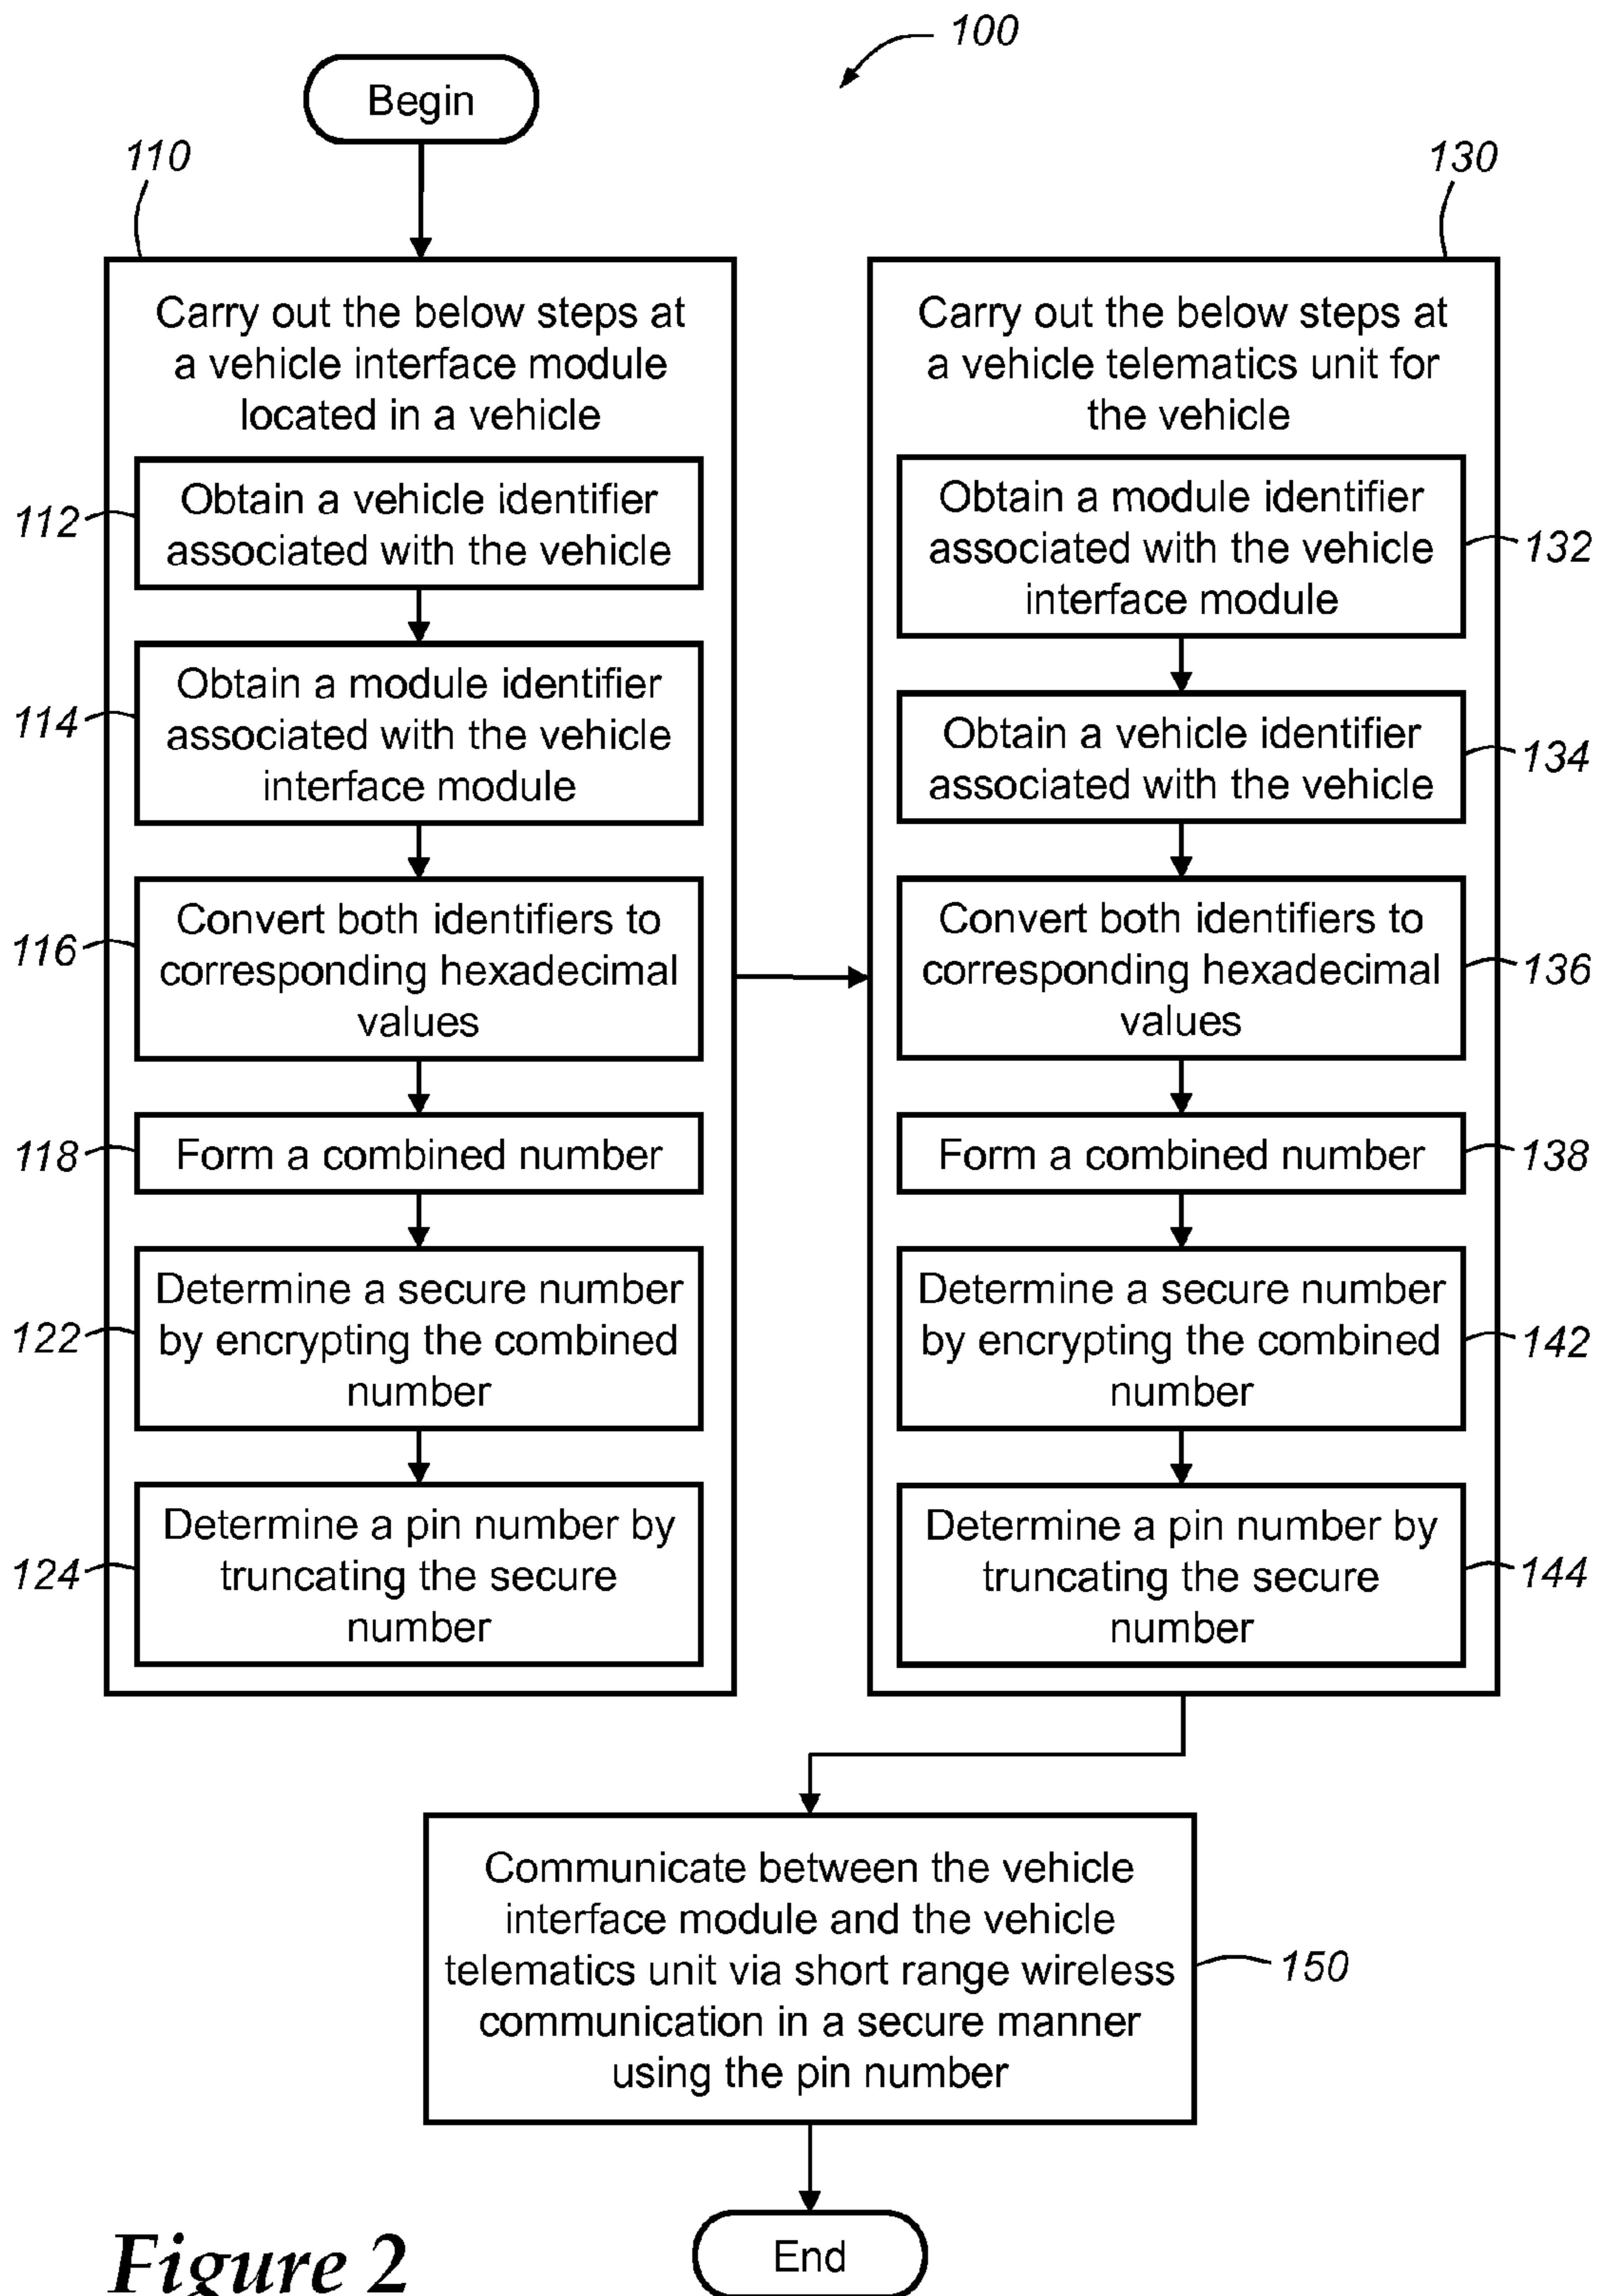 100
Begin
110
130
Carry out the below steps at
a vehicle interface module
located in a vehicle
112
Obtain a vehicle identifier
associated with the vehicle
114
Obtain a module identifier
associated with the vehicle
interface module
116
Convert both identifiers to
corresponding hexadecimal
values
118
Form a combined number
122
Determine a secure number
by encrypting the combined
number
124
Determine a pin number by
truncating the secure
number
Carry out the below steps at
a vehicle telematics unit for
the vehicle
Obtain a module identifier
associated with the vehicle
interface module
132
Obtain a vehicle identifier
associated with the vehicle
134
Convert both identifiers to
corresponding hexadecimal
values
136
Form a combined number
138
Determine a secure number
by encrypting the combined
number
142
Determine a pin number by
truncating the secure
number
144
Communicate between the vehicle
interface module and the vehicle
telematics unit via short range wireless
communication in a secure manner
using the pin number
150
End
Figure 2